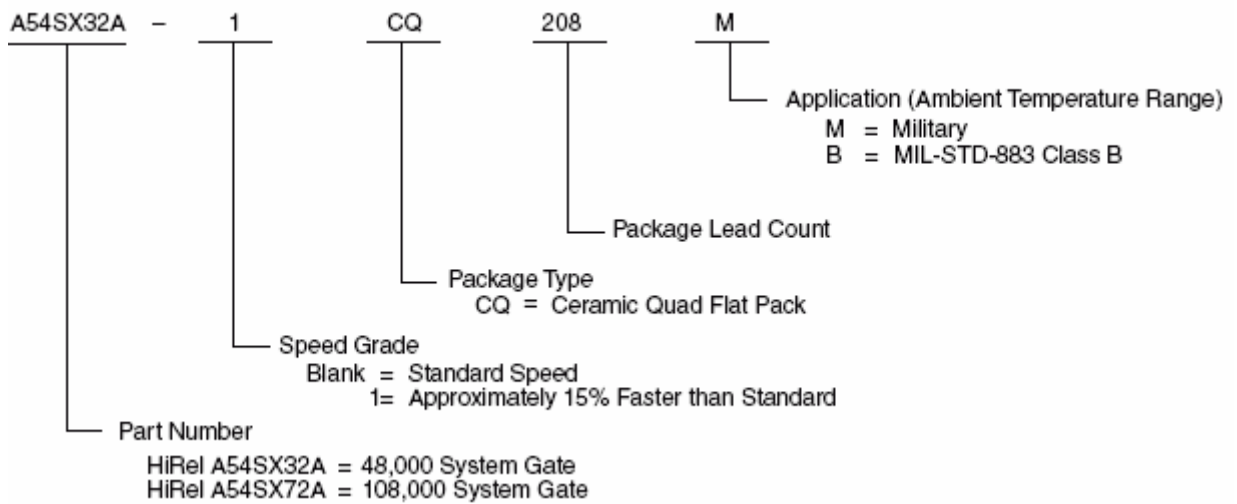 A54SX32A – 1 CQ 208 M
Application (Ambient Temperature Range)
M = Military
B = MIL-STD-883 Class B
Package Lead Count
Package Type
CQ = Ceramic Quad Flat Pack
Speed Grade
Blank = Standard Speed
1= Approximately 15% Faster than Standard
Part Number
HiRel A54SX32A = 48,000 System Gate
HiRel A54SX72A = 108,000 System Gate